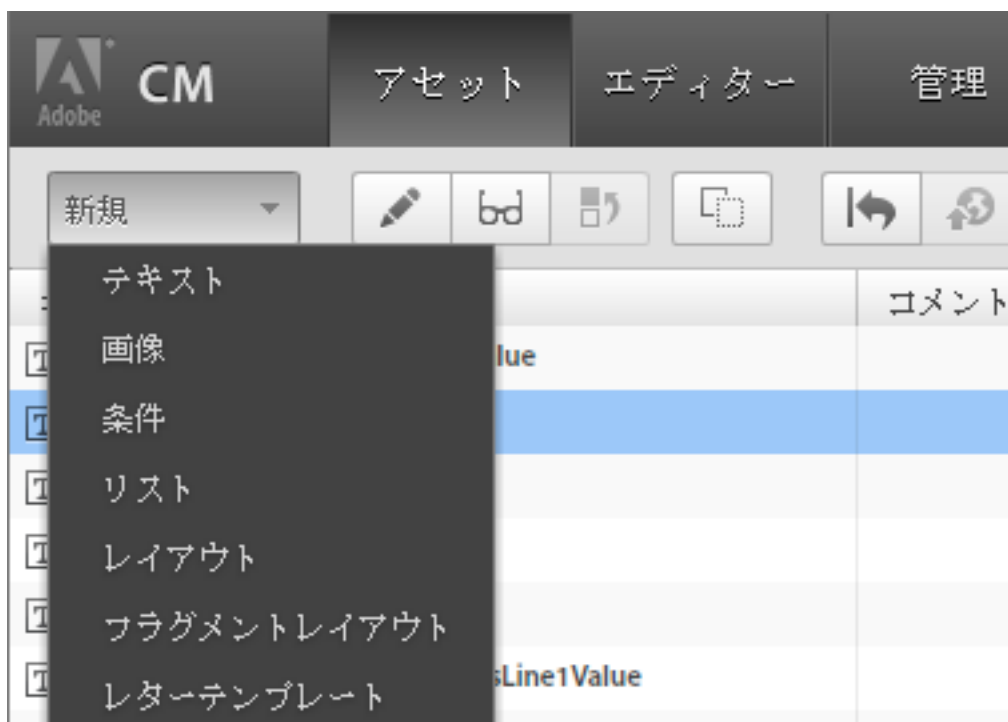 Adobe CM アセット エディター 管理
新規
テキスト
コメント
画像
lue
条件
リスト
レイアウト
フラグメントレイアウト
sLine1Value
レターテンプレート